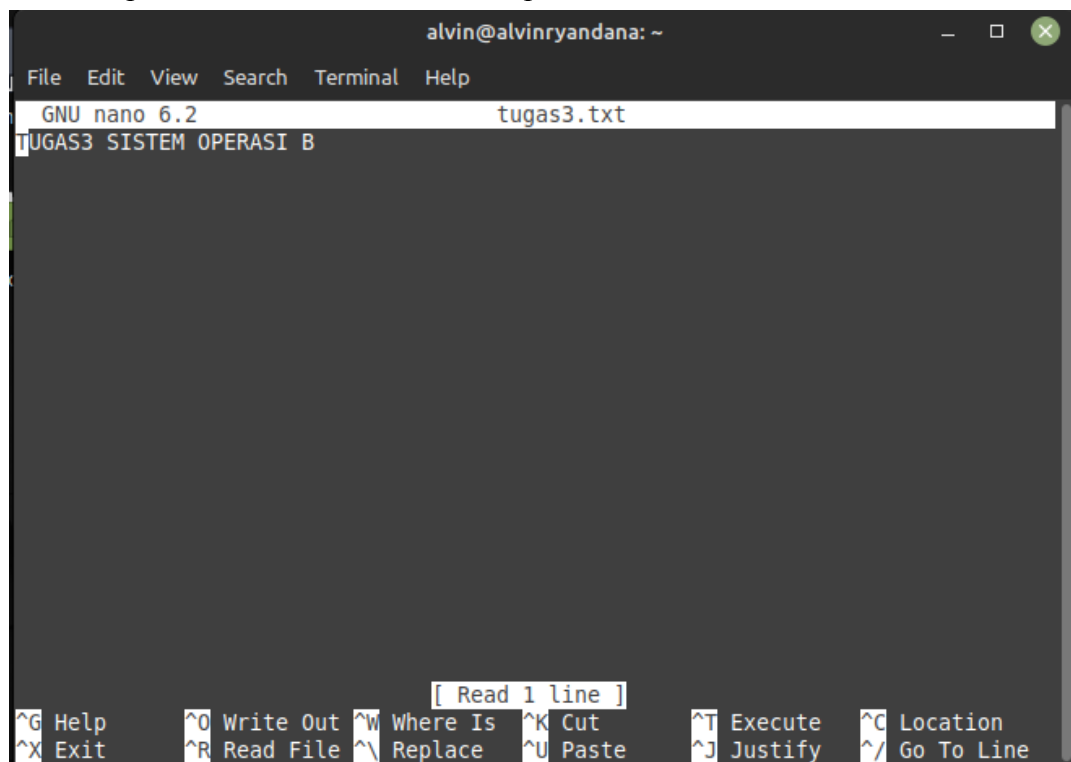 alvin@alvinryandana: ~
File Edit View Search Terminal Help
GNU nano 6.2 tugas3.txt
TUGAS3 SISTEM OPERASI B
[ Read 1 line ]
^G Help ^O Write Out ^W Where Is ^K Cut ^T Execute ^C Location
^X Exit ^R Read File ^\ Replace ^U Paste ^J Justify ^/ Go To Line